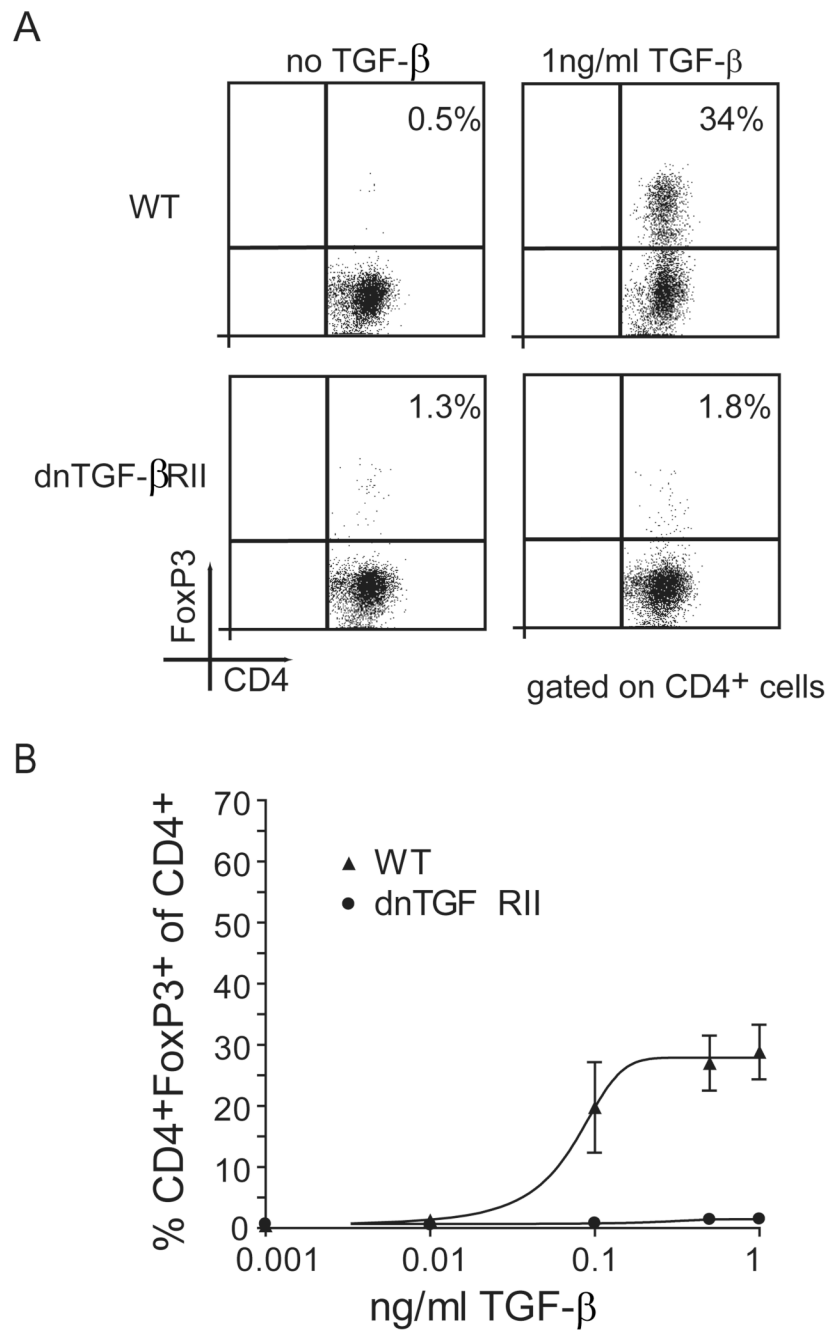 A
no TGF-β
1ng/ml TGF-β
WT
0.5%
34%
dnTGF-βRII
1.3%
1.8%
FoxP3
CD4
gated on CD4+ cells
B
% CD4+FoxP3+ of CD4+
70
60
50
40
30
20
10
0
WT
dnTGF RII
0.001
0.01
0.1
1
ng/ml TGF-β